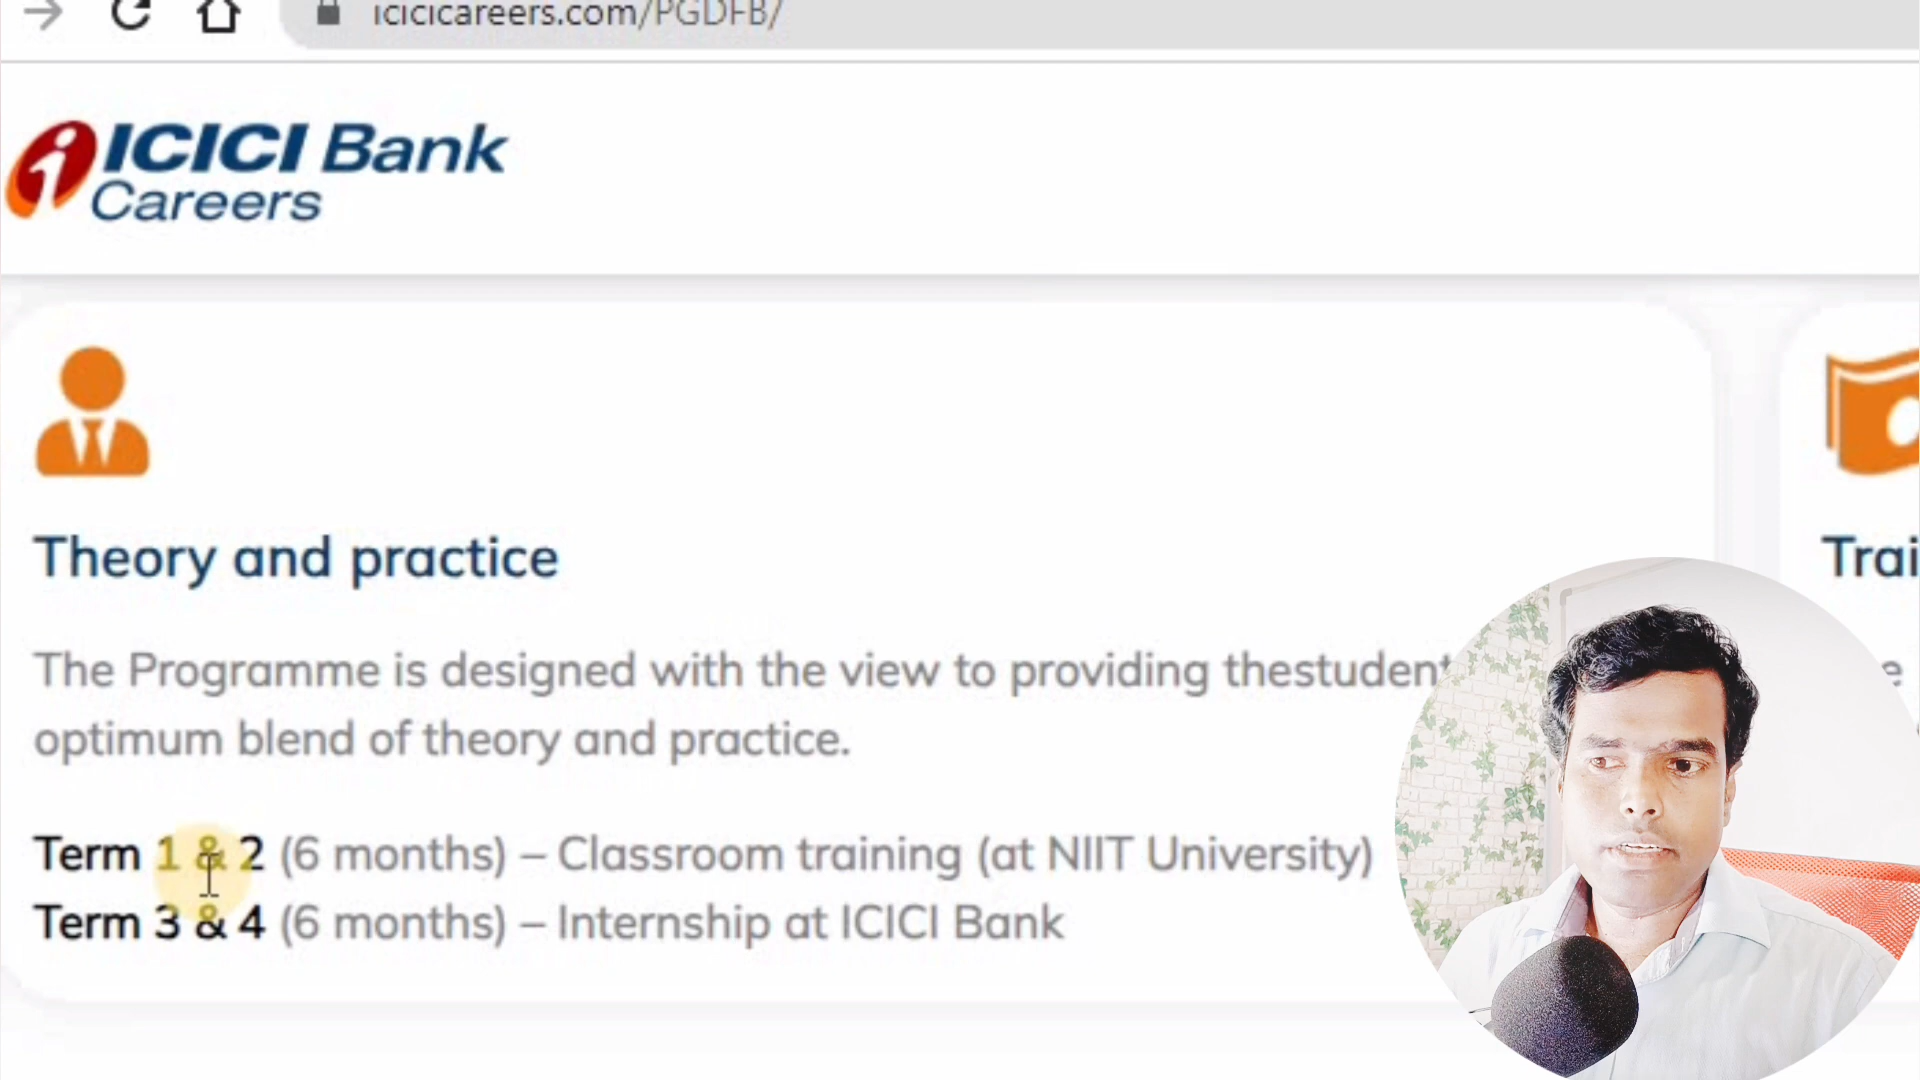 icicicareers.com/PGDFB/
ICICI Bank
Careers
Theory and practice
The Programme is designed with the view to providing thestudent
optimum blend of theory and practice.
Term 1 & 2 (6 months) – Classroom training (at NIIT University)
Term 3 & 4 (6 months) – Internship at ICICI Bank